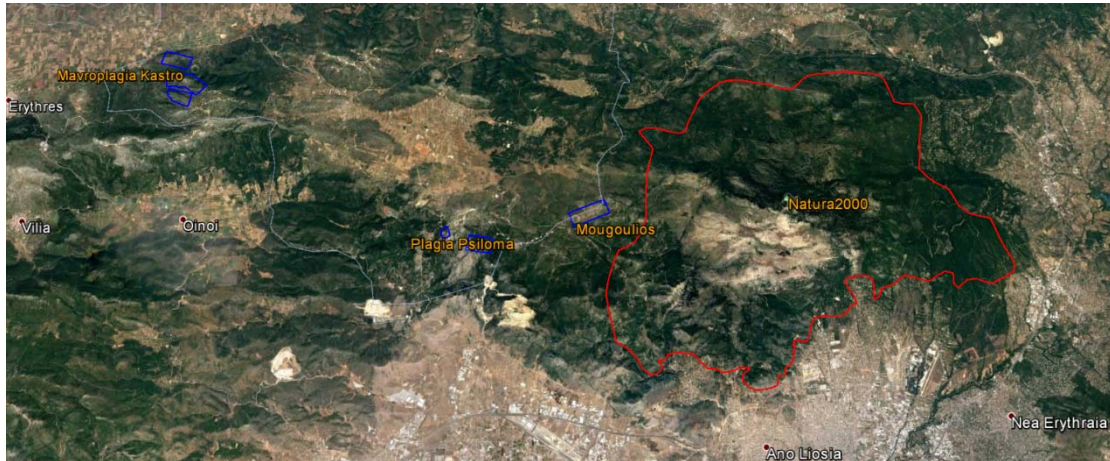 Mavroplagia Kastro
Erythres
Natura2000
Vilia
Oinoi
Mougoulios
Plagia Psiloma
Nea Erythraia
Ano Liosia